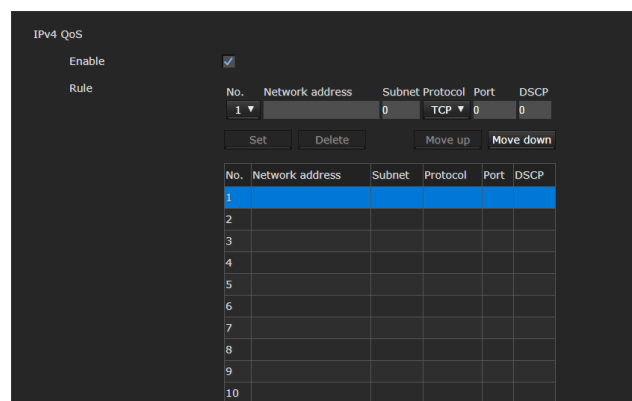 IPv4 QoS
Enable
Rule
No. Network address Subnet Protocol Port DSCP
1 0 TCP 0 0
Set Delete Move up Move down
No. Network address Subnet Protocol Port DSCP
1
2
3
4
5
6
7
8
9
10